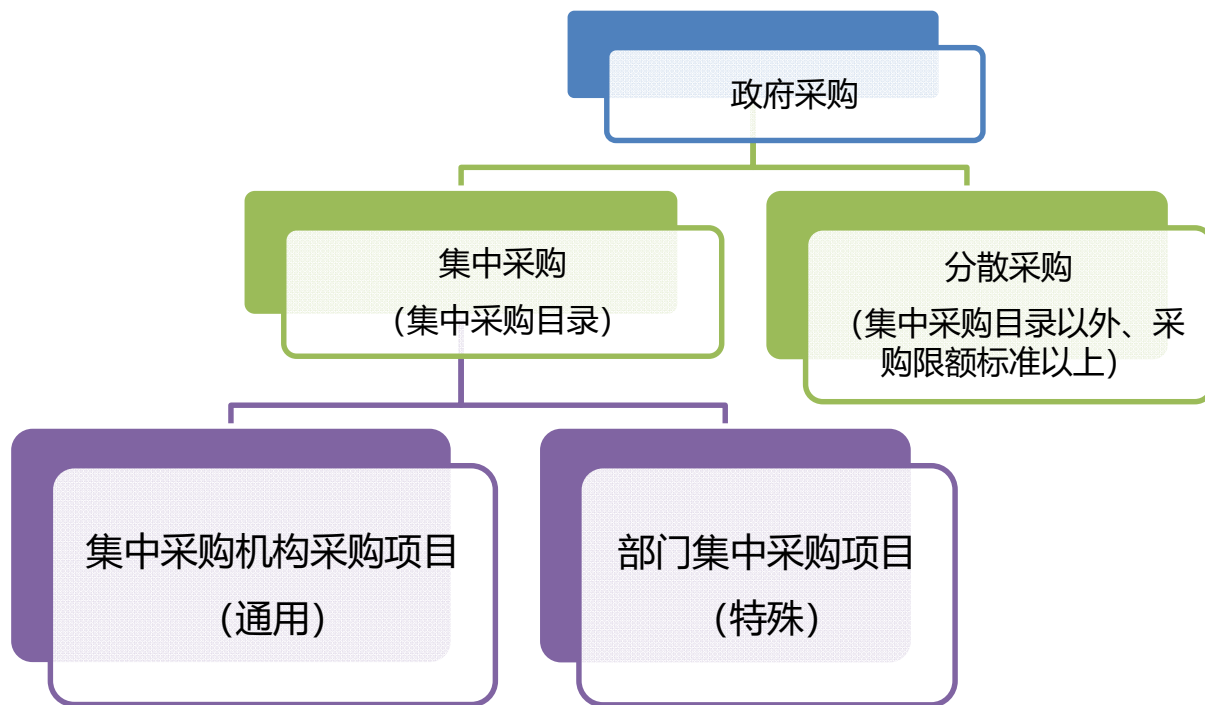 政府采购
集中采购
（集中采购目录）
分散采购
（集中采购目录以外、采
购限额标准以上）
集中采购机构采购项目
（通用）
部门集中采购项目
（特殊）